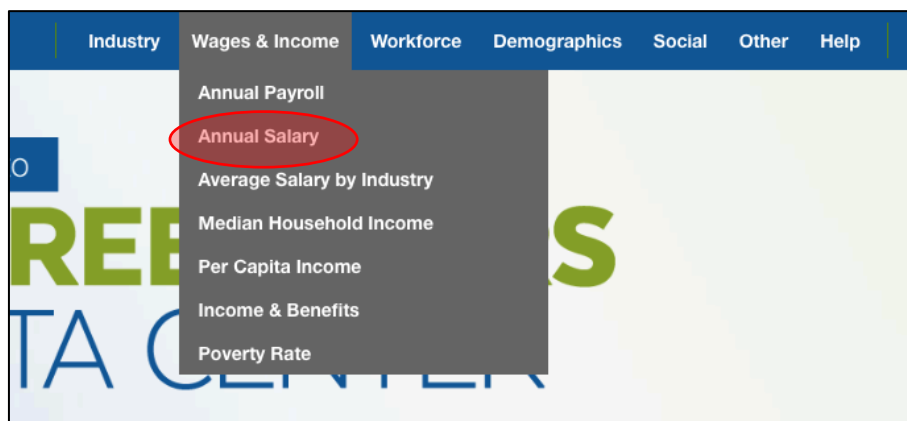 Industry Wages & Income Workforce Demographics Social Other Help
Annual Payroll
Annual Salary
Average Salary by Industry
Median Household Income
Per Capita Income
Income & Benefits
Poverty Rate